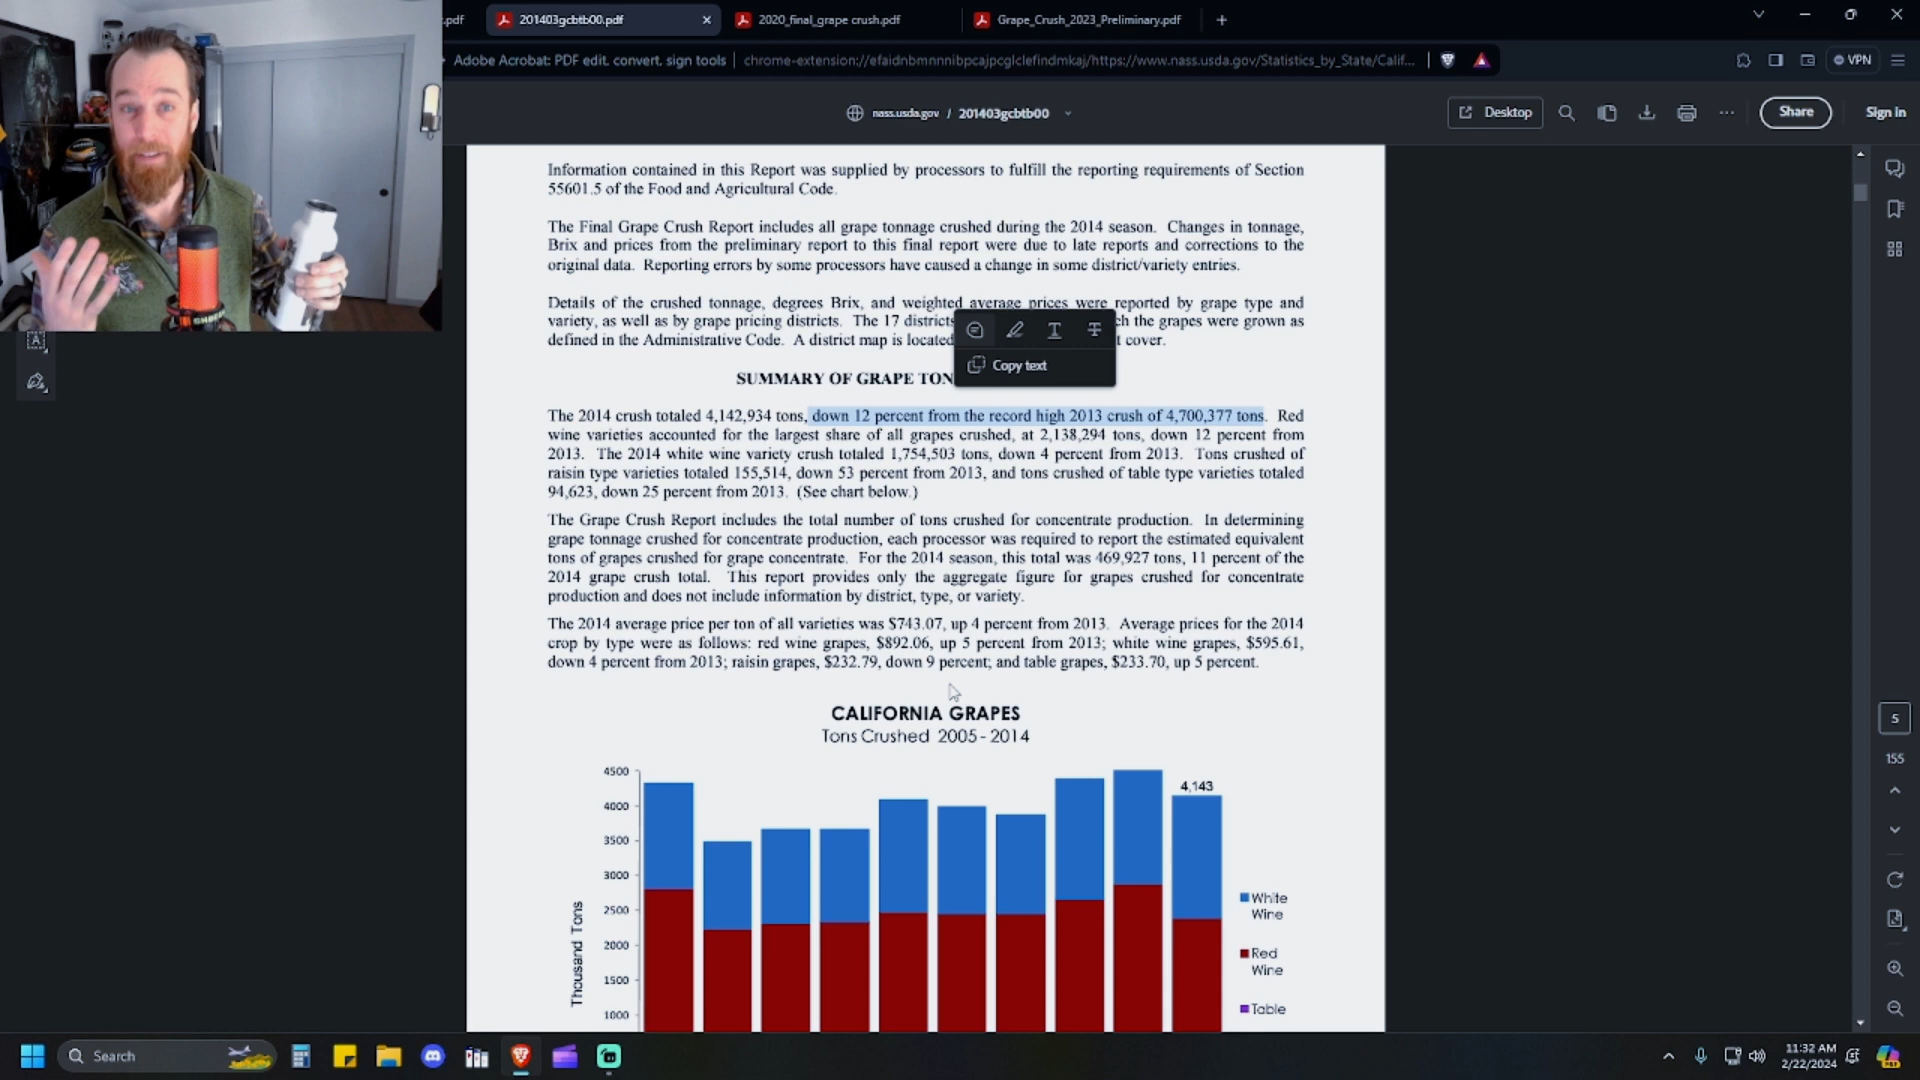 .pdf
201403gcbtb00.pdf
2020_final_grape crush.pdf
Grape_Crush_2023_Preliminary.pdf
Adobe Acrobat: PDF edit, convert, sign tools
chrome-extension://efaidnbmnnnibpcajpcglclefindmkaj/https://www.nass.usda.gov/Statistics_by_State/Calif...
VPN
nass.usda.gov / 201403gcbtb00
Desktop
Share
Sign in
Information contained in this Report was supplied by processors to fulfill the reporting requirements of Section
55601.5 of the Food and Agricultural Code.
The Final Grape Crush Report includes all grape tonnage crushed during the 2014 season. Changes in tonnage,
Brix and prices from the preliminary report to this final report were due to late reports and corrections to the
original data. Reporting errors by some processors have caused a change in some district/variety entries.
Details of the crushed tonnage, degrees Brix, and weighted average prices were reported by grape type and
variety, as well as by grape pricing districts. The 17 districts ch the grapes were grown as
defined in the Administrative Code. A district map is located t cover.
Copy text
SUMMARY OF GRAPE TON
The 2014 crush totaled 4,142,934 tons, down 12 percent from the record high 2013 crush of 4,700,377 tons. Red
wine varieties accounted for the largest share of all grapes crushed, at 2,138,294 tons, down 12 percent from
2013. The 2014 white wine variety crush totaled 1,754,503 tons, down 4 percent from 2013. Tons crushed of
raisin type varieties totaled 155,514, down 53 percent from 2013, and tons crushed of table type varieties totaled
94,623, down 25 percent from 2013. (See chart below.)
The Grape Crush Report includes the total number of tons crushed for concentrate production. In determining
grape tonnage crushed for concentrate production, each processor was required to report the estimated equivalent
tons of grapes crushed for grape concentrate. For the 2014 season, this total was 469,927 tons, 11 percent of the
2014 grape crush total. This report provides only the aggregate figure for grapes crushed for concentrate
production and does not include information by district, type, or variety.
The 2014 average price per ton of all varieties was $743.07, up 4 percent from 2013. Average prices for the 2014
crop by type were as follows: red wine grapes, $892.06, up 5 percent from 2013; white wine grapes, $595.61,
down 4 percent from 2013; raisin grapes, $232.79, down 9 percent; and table grapes, $233.70, up 5 percent.
CALIFORNIA GRAPES
Tons Crushed 2005 - 2014
4500
4,143
4000
3500
3000
2500
2000
1500
1000
Thousand Tons
White
Wine
Red
Wine
Table
5
155
Search
11:32 AM
2/22/2024